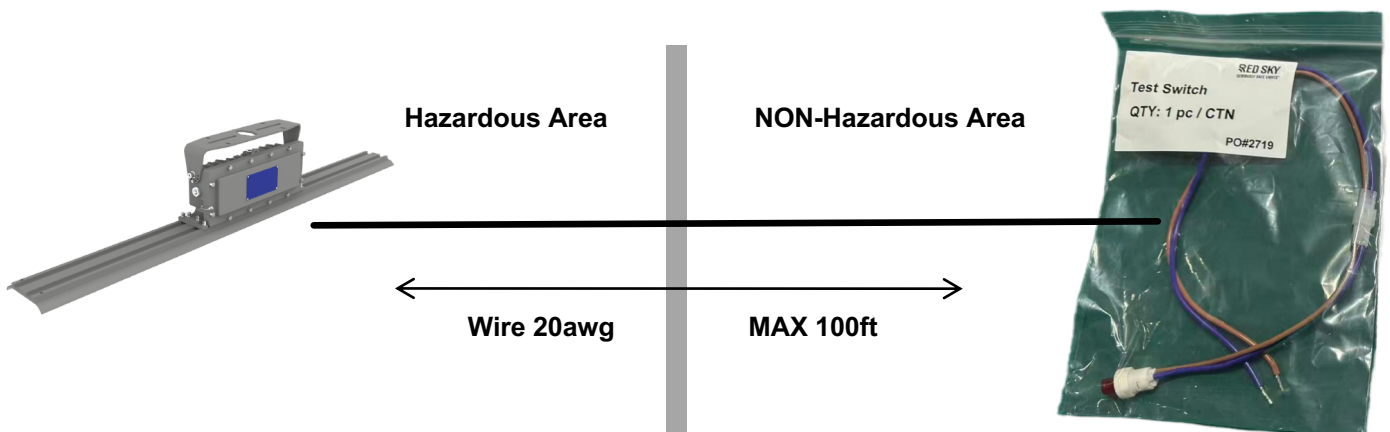 Hazardous Area
NON-Hazardous Area
Wire 20awg
MAX 100ft
RED SKY
Test Switch
QTY: 1 pc / CTN
PO#2719